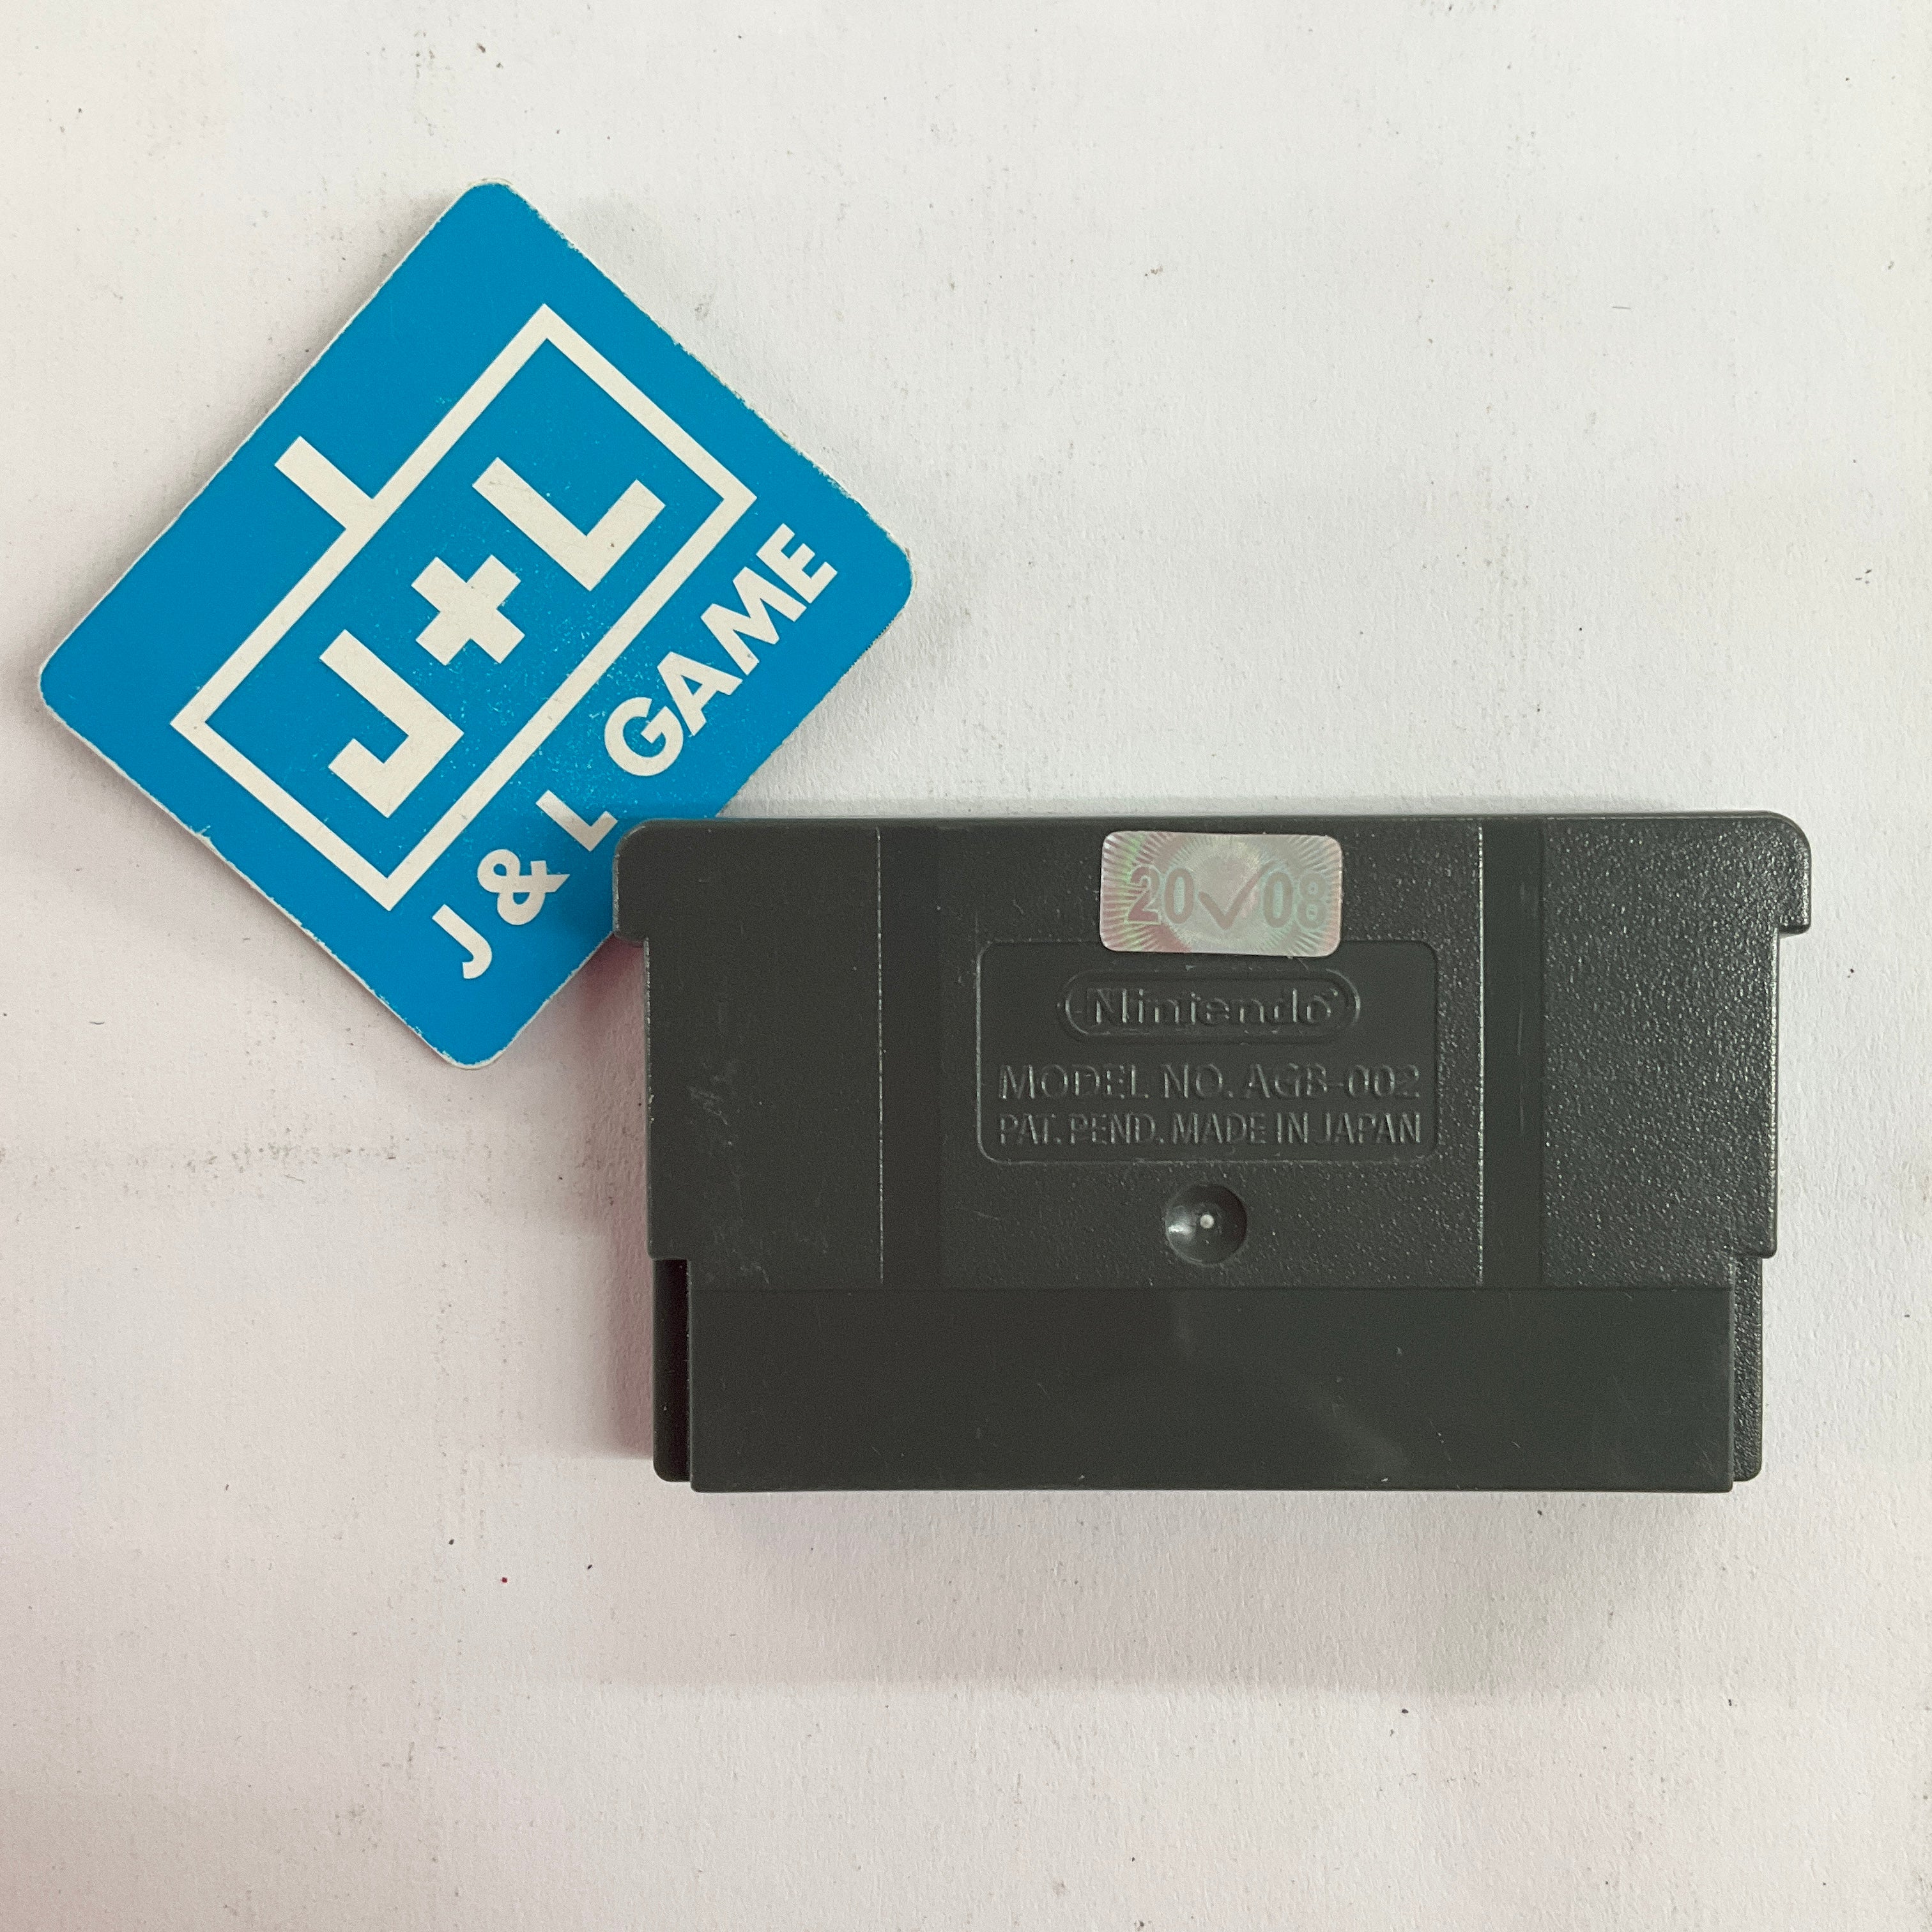 J+L
J & L GAME
20✓08
Nintendo
MODEL NO. AGB-002
PAT. PEND. MADE IN JAPAN